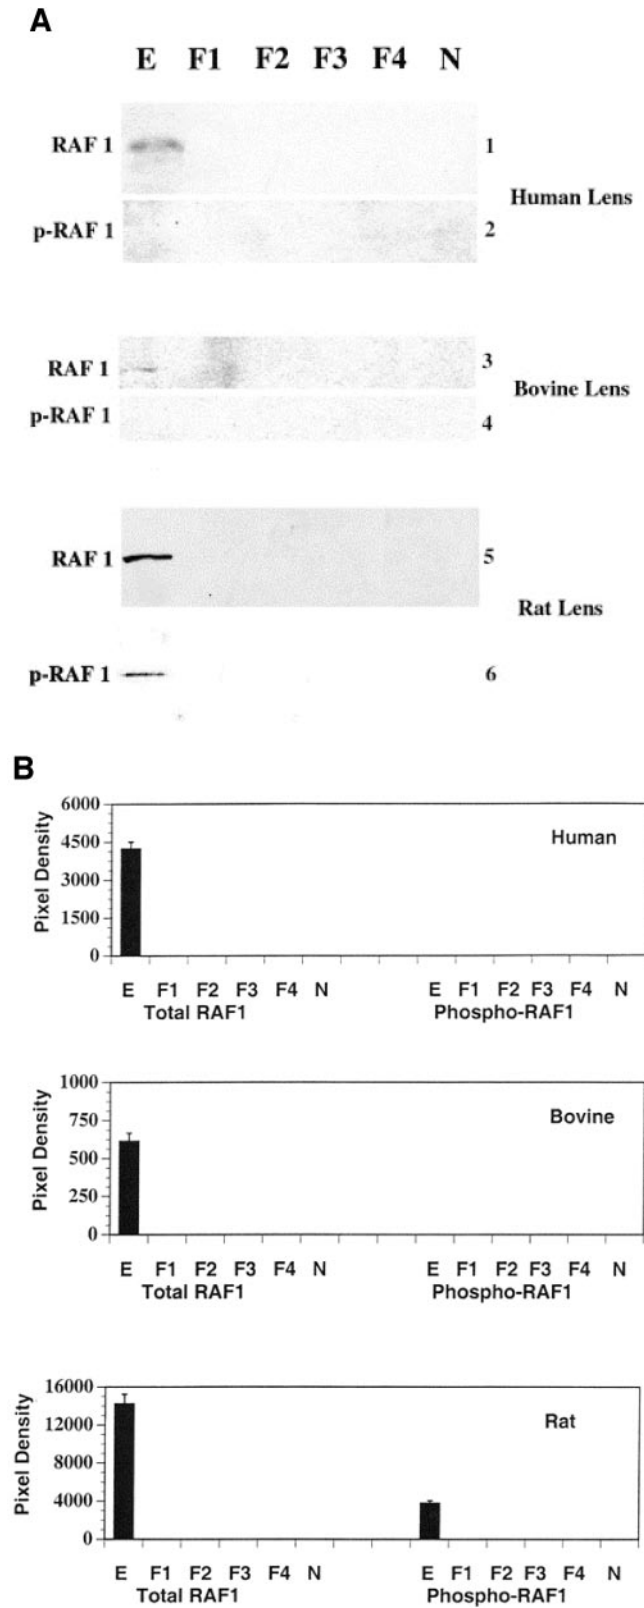 A
E F1 F2 F3 F4 N
RAF 1 1
Human Lens
p-RAF 1 2
RAF 1 3
Bovine Lens
p-RAF 1 4
RAF 1 5
Rat Lens
p-RAF 1 6
B
Pixel Density
6000
4500
3000
1500
0
Human
E F1 F2 F3 F4 N E F1 F2 F3 F4 N
Total RAF1 Phospho-RAF1
Pixel Density
1000
750
500
250
0
Bovine
E F1 F2 F3 F4 N E F1 F2 F3 F4 N
Total RAF1 Phospho-RAF1
Pixel Density
16000
12000
8000
4000
0
Rat
E F1 F2 F3 F4 N E F1 F2 F3 F4 N
Total RAF1 Phospho-RAF1